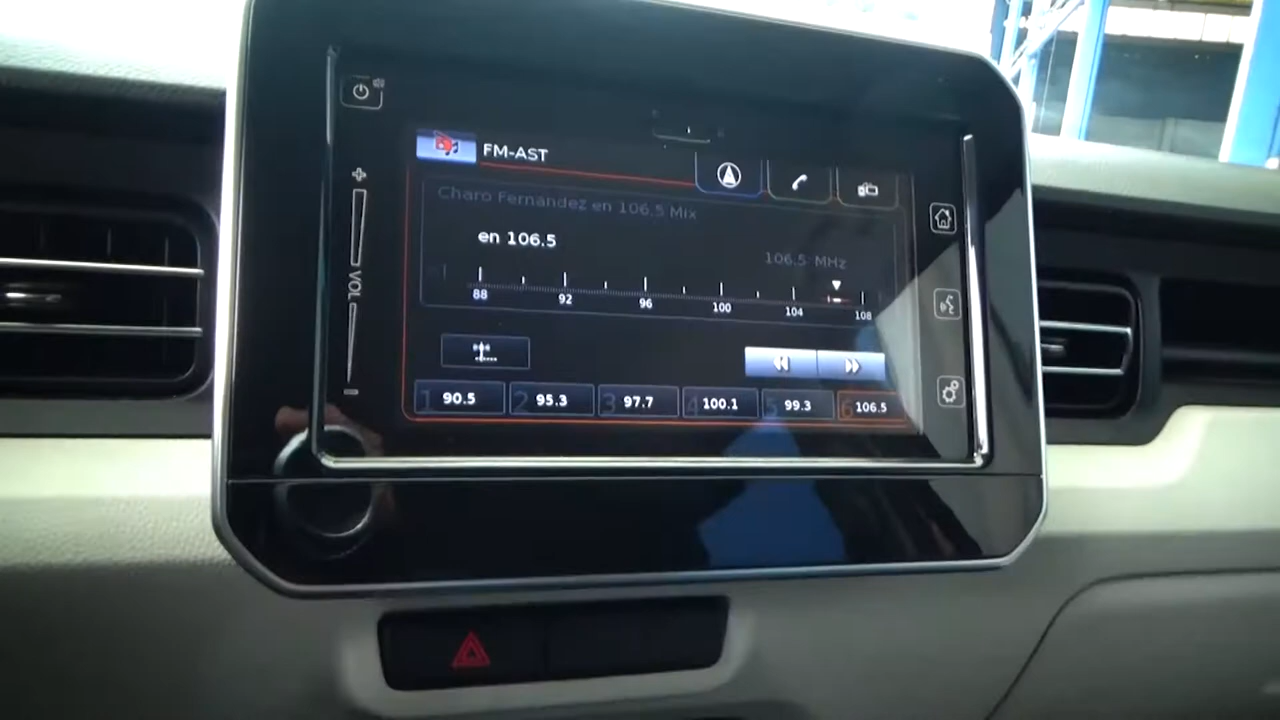 FM-AST
Charo Fernandez en 106.5 Mix
en 106.5
106.5 MHz
88 92 96 100 104 108
VOL
1 90.5 2 95.3 3 97.7 4 100.1 5 99.3 6 106.5